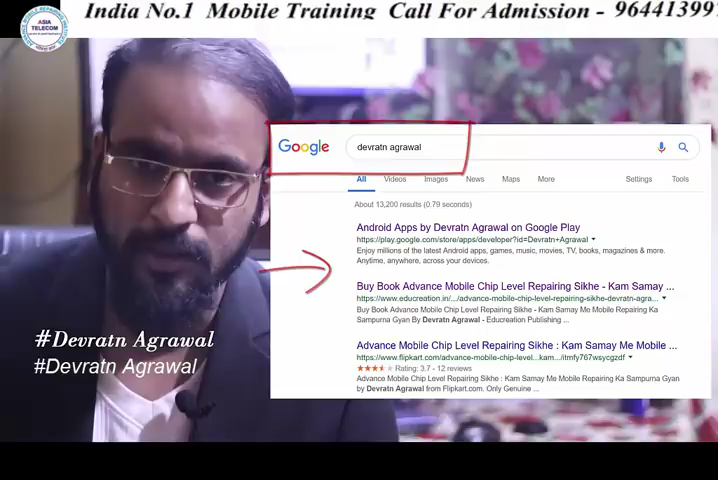 India No.1 Mobile Training Call For Admission - 96441399
ASIA
TELECOM
Google
devratn agrawal
All Videos Images News Maps More Settings Tools
About 13,200 results (0.79 seconds)
Android Apps by Devratn Agrawal on Google Play
https://play.google.com/store/apps/developer?id=Devratn+Agrawal
Enjoy millions of the latest Android apps, games, music, movies, TV, books, magazines & more.
Anytime, anywhere, across your devices.
Buy Book Advance Mobile Chip Level Repairing Sikhe - Kam Samay ...
https://www.educreation.in/.../advance-mobile-chip-level-repairing-sikhe-devratn-agra...
Buy Book Advance Mobile Chip Level Repairing Sikhe - Kam Samay Me Mobile Repairing Ka
Sampurna Gyan By Devratn Agrawal - Educreation Publishing ...
Advance Mobile Chip Level Repairing Sikhe : Kam Samay Me Mobile ...
https://www.flipkart.com/advance-mobile-chip-level...kam.../itmfy767wsycgzdf
Rating: 3.7 - 12 reviews
Advance Mobile Chip Level Repairing Sikhe : Kam Samay Me Mobile Repairing Ka Sampurna Gyan
by Devratn Agrawal from Flipkart.com. Only Genuine ...
#Devratn Agrawal
#Devratn Agrawal